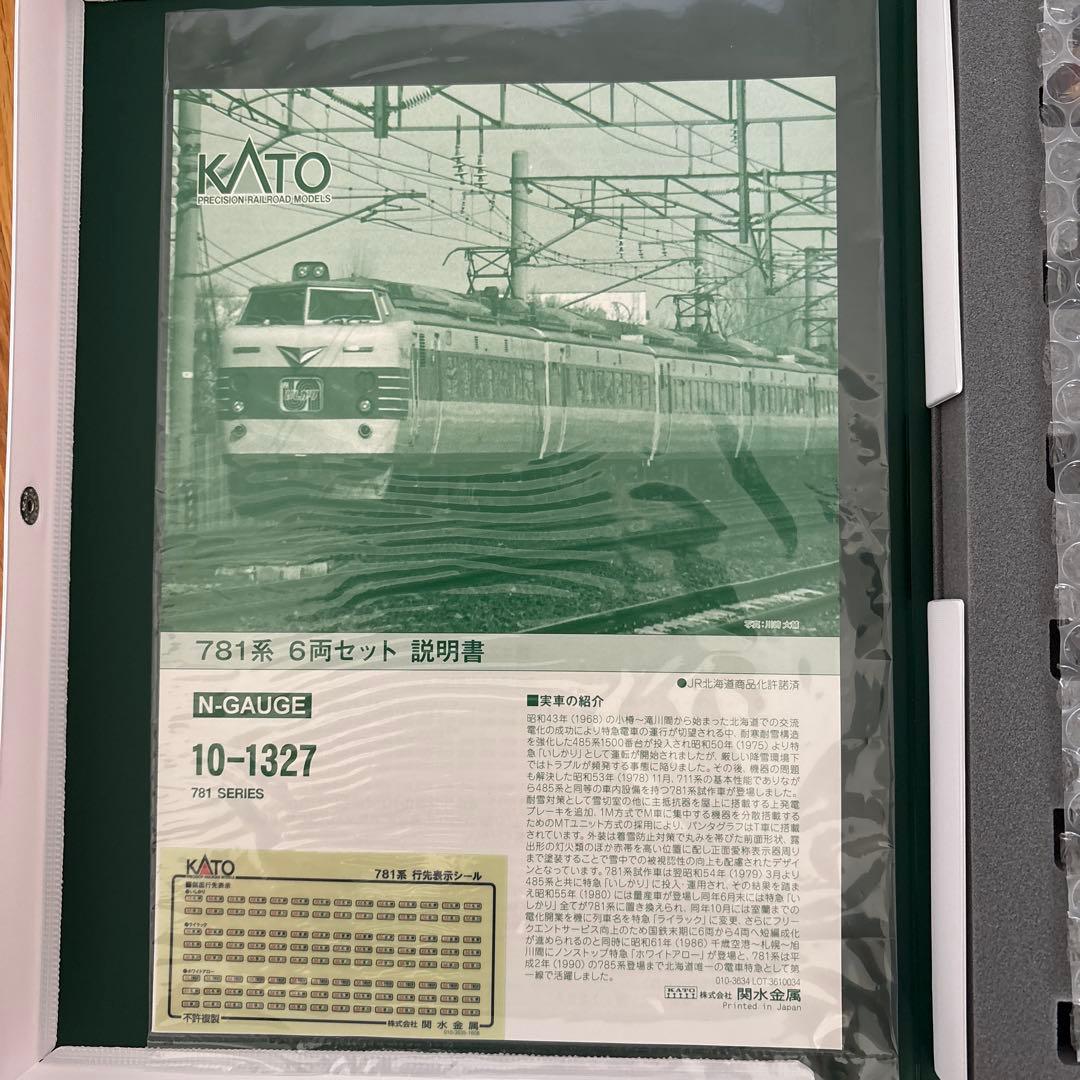 KATO
PRECISION RAILROAD MODELS
写真:川崎 大輔
781系 6両セット 説明書
●JR北海道商品化許諾済
N-GAUGE
10-1327
781 SERIES
■実車の紹介
昭和43年(1968)の小樽~滝川間から始まった北海道での交流
電化の成功により特急電車の運行が切望される中、耐寒耐雪構造
を強化した485系1500番台が投入され昭和50年(1975)より特
急「いしかり」として運転が開始されましたが、厳しい降雪環境下
ではトラブルが頻発する事態に陥りました。その後、機器の周題
も解決した昭和53年(1978)11月、711系の基本性能でありなが
ら485系と同等の車内設備を持つ781系試作車が登場しました。
耐雪対策として雪切室の他に主抵抗器を屋上に搭載する上発電
ブレーキを追加、1M方式でM車に集中する機器を分散搭載する
ためのMTユニット方式の採用により、パンタグラフはT車に搭載
されています。外装は着雪防止対策で丸みを帯びた前面形状、露
出形の灯火類のほか赤帯を高い位置に配し正面愛称表示器周り
まで塗装することで雪中での被視認性の向上も配慮されたデザイ
ンとなっています。781系試作車は翌昭和54年(1979)3月より
485系と共に特急「いしかり」に投入・運用され、その結果を踏ま
え昭和55年(1980)には量産車が登場し同年6月末には特急「い
しかり」全てが781系に置き換えられ、同年10月には室蘭までの
電化開業を機に列車名を特急「ライラック」に変更、さらにフリー
クエントサービス向上のため国鉄末期に6両から4両へ短編成化
が進められるのと同時に昭和61年(1986)千歳空港~札幌~旭
川間にノンストップ特急「ホワイトアロー」が登場と、781系は平
成2年(1990)の785系登場まで北海道唯一の電車特急として第
一線で活躍しました。
010-3634 LOT3610034
KATO 株式会社 関水金属
Printed in Japan
KATO
PRECISION RAILROAD MODELS
781系 行先表示シール
■側面行先表示
●いしかり
●ライラック
●ホワイトアロー
不許複製
株式会社 関水金属